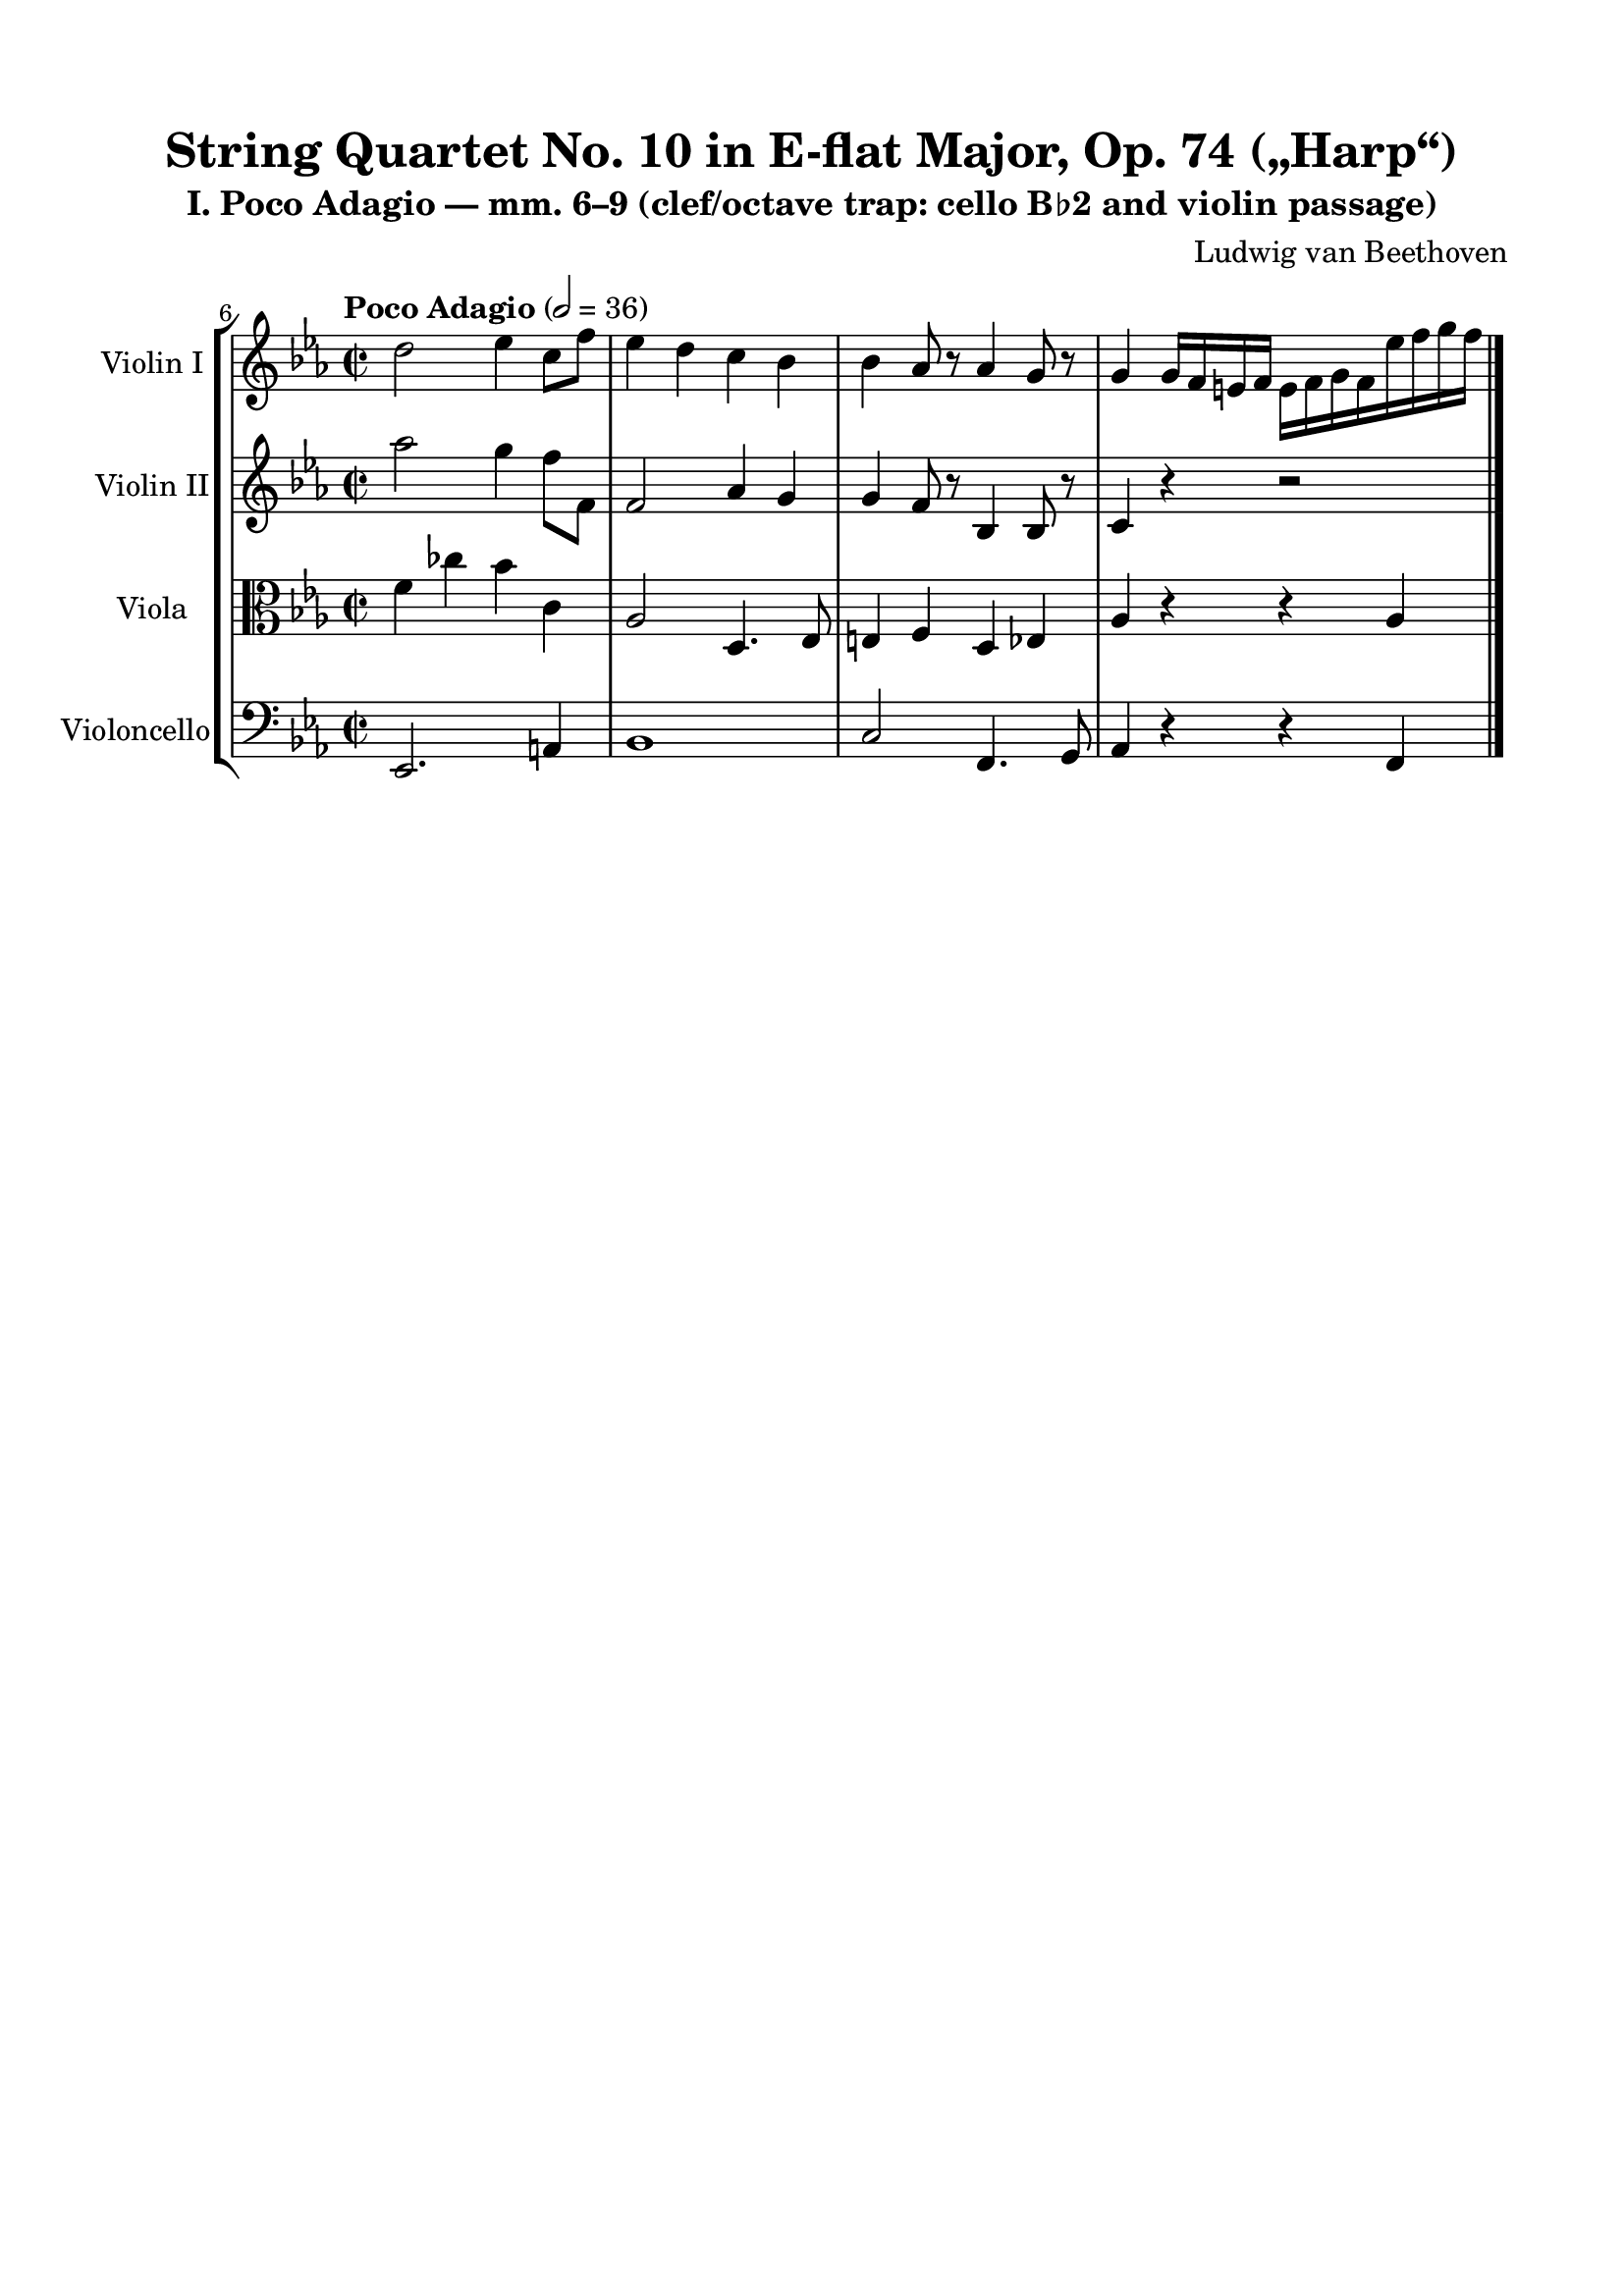 String Quartet No. 10 in E-flat Major, Op. 74 („Harp“)
I. Poco Adagio — mm. 6–9 (clef/octave trap: cello B♭2 and violin passage)
Ludwig van Beethoven
Poco Adagio (𝅗𝅥 = 36)
6
Violin I
Violin II
Viola
Violoncello